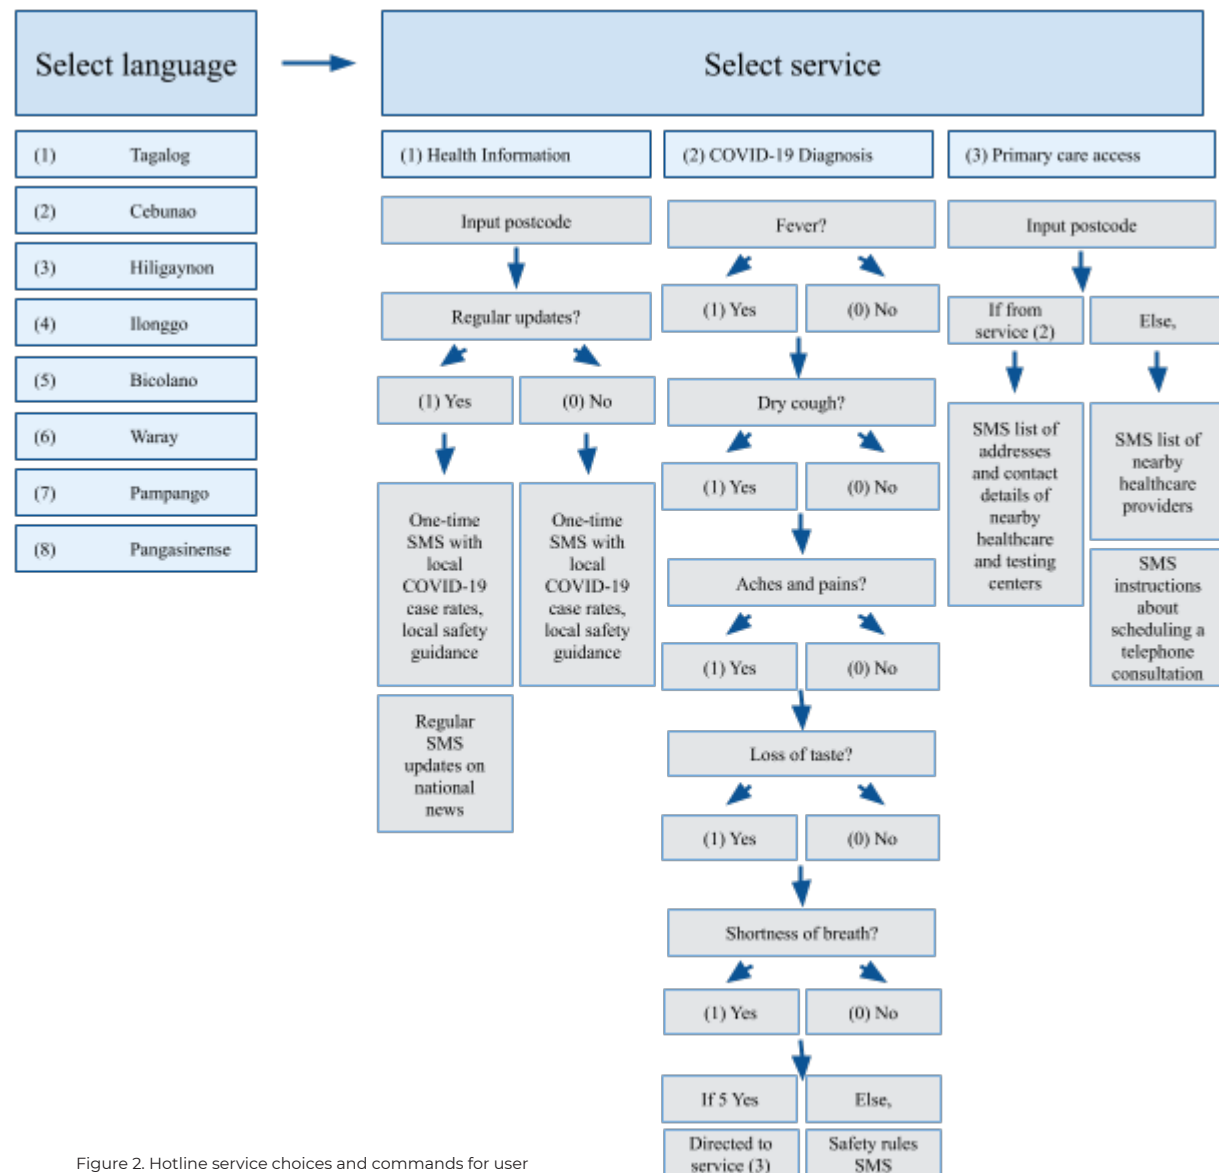 Select language
Select service
(1) Tagalog
(2) Cebunao
(3) Hiligaynon
(4) Ilonggo
(5) Bicolano
(6) Waray
(7) Pampango
(8) Pangasinense
(1) Health Information
Input postcode
Regular updates?
(1) Yes
(0) No
One-time
SMS with
local
COVID-19
case rates,
local safety
guidance
One-time
SMS with
local
COVID-19
case rates,
local safety
guidance
Regular
SMS
updates on
national
news
(2) COVID-19 Diagnosis
Fever?
(1) Yes
(0) No
Dry cough?
(1) Yes
(0) No
Aches and pains?
(1) Yes
(0) No
Loss of taste?
(1) Yes
(0) No
Shortness of breath?
(1) Yes
(0) No
If 5 Yes
Else,
Directed to
service (3)
Safety rules
SMS
(3) Primary care access
Input postcode
If from
service (2)
Else,
SMS list of
addresses
and contact
details of
nearby
healthcare
and testing
centers
SMS list of
nearby
healthcare
providers
SMS
instructions
about
scheduling a
telephone
consultation
Figure 2. Hotline service choices and commands for user